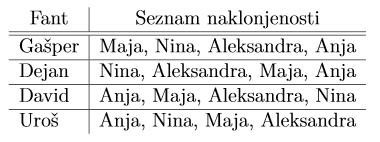 Fant Seznam naklonjenosti
Gašper Maja, Nina, Aleksandra, Anja
Dejan Nina, Aleksandra, Maja, Anja
David Anja, Maja, Aleksandra, Nina
Uroš Anja, Nina, Maja, Aleksandra